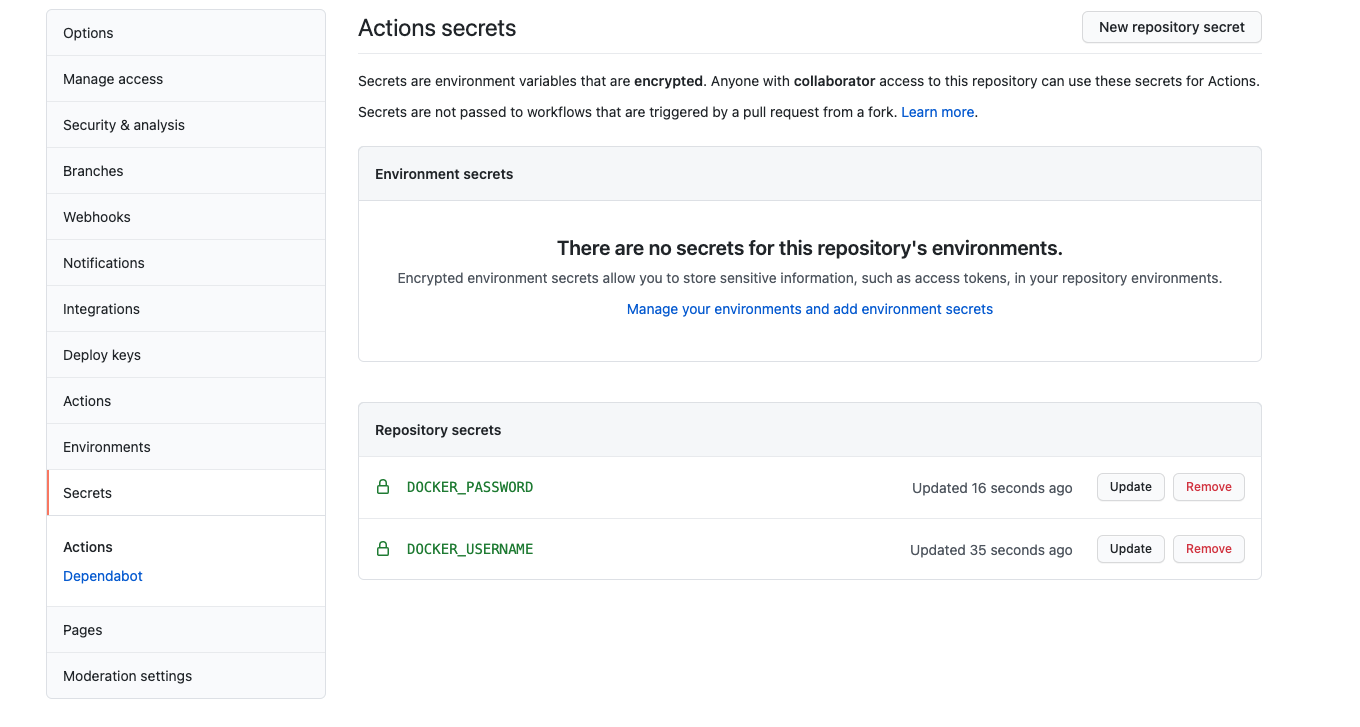 Options
Manage access
Security & analysis
Branches
Webhooks
Notifications
Integrations
Deploy keys
Actions
Environments
Secrets
Actions
Dependabot
Pages
Moderation settings
Actions secrets
New repository secret
Secrets are environment variables that are encrypted. Anyone with collaborator access to this repository can use these secrets for Actions.
Secrets are not passed to workflows that are triggered by a pull request from a fork. Learn more.
Environment secrets
There are no secrets for this repository's environments.
Encrypted environment secrets allow you to store sensitive information, such as access tokens, in your repository environments.
Manage your environments and add environment secrets
Repository secrets
DOCKER_PASSWORD Updated 16 seconds ago Update Remove
DOCKER_USERNAME Updated 35 seconds ago Update Remove